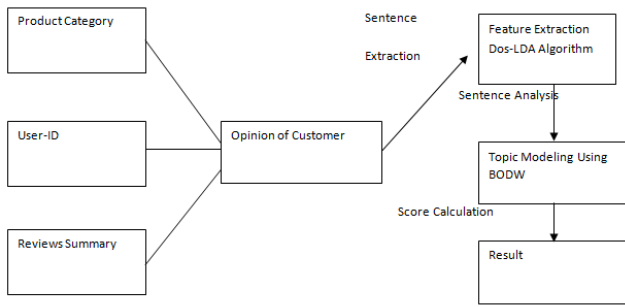 Product Category
Sentence
Extraction
Feature Extraction
Dos-LDA Algorithm
Sentence Analysis
User-ID
Opinion of Customer
Topic Modeling Using
BODW
Score Calculation
Reviews Summary
Result